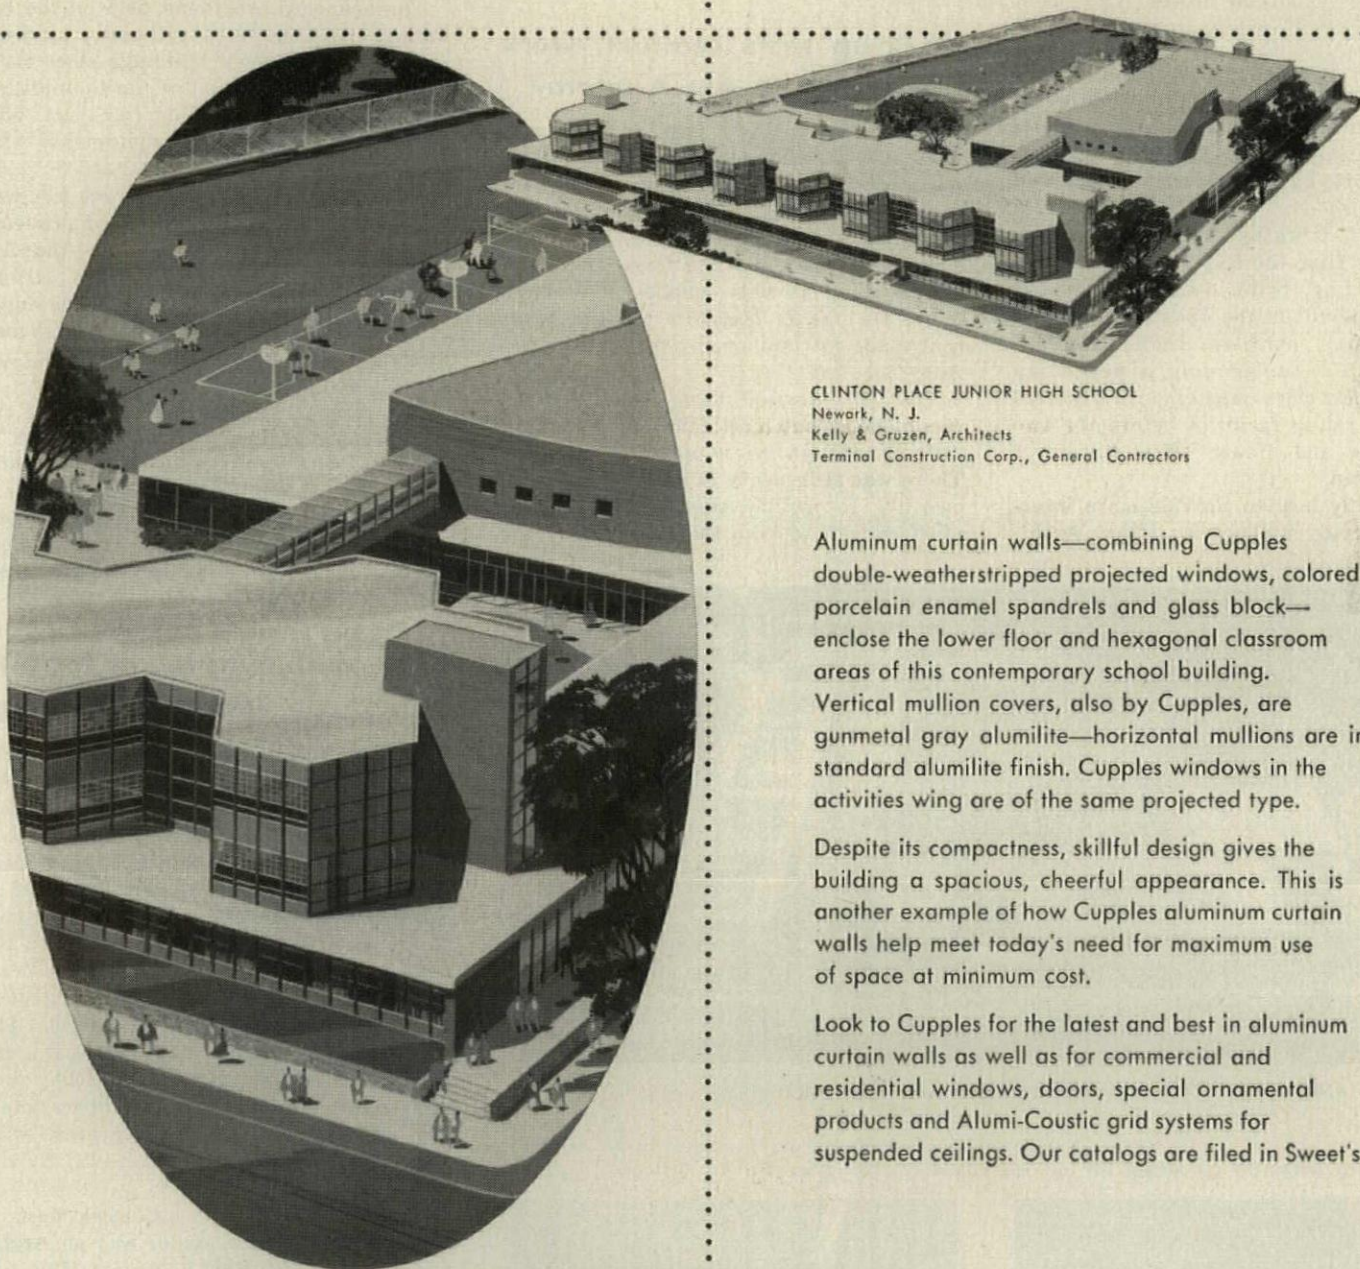 CLINTON PLACE JUNIOR HIGH SCHOOL
Newark, N. J.
Kelly & Gruzen, Architects
Terminal Construction Corp., General Contractors
Aluminum curtain walls—combining Cupples
double-weatherstripped projected windows, colored
porcelain enamel spandrels and glass block—
enclose the lower floor and hexagonal classroom
areas of this contemporary school building.
Vertical mullion covers, also by Cupples, are
gunmetal gray alumilite—horizontal mullions are in
standard alumilite finish. Cupples windows in the
activities wing are of the same projected type.
Despite its compactness, skillful design gives the
building a spacious, cheerful appearance. This is
another example of how Cupples aluminum curtain
walls help meet today's need for maximum use
of space at minimum cost.
Look to Cupples for the latest and best in aluminum
curtain walls as well as for commercial and
residential windows, doors, special ornamental
products and Alumi-Coustic grid systems for
suspended ceilings. Our catalogs are filed in Sweet's